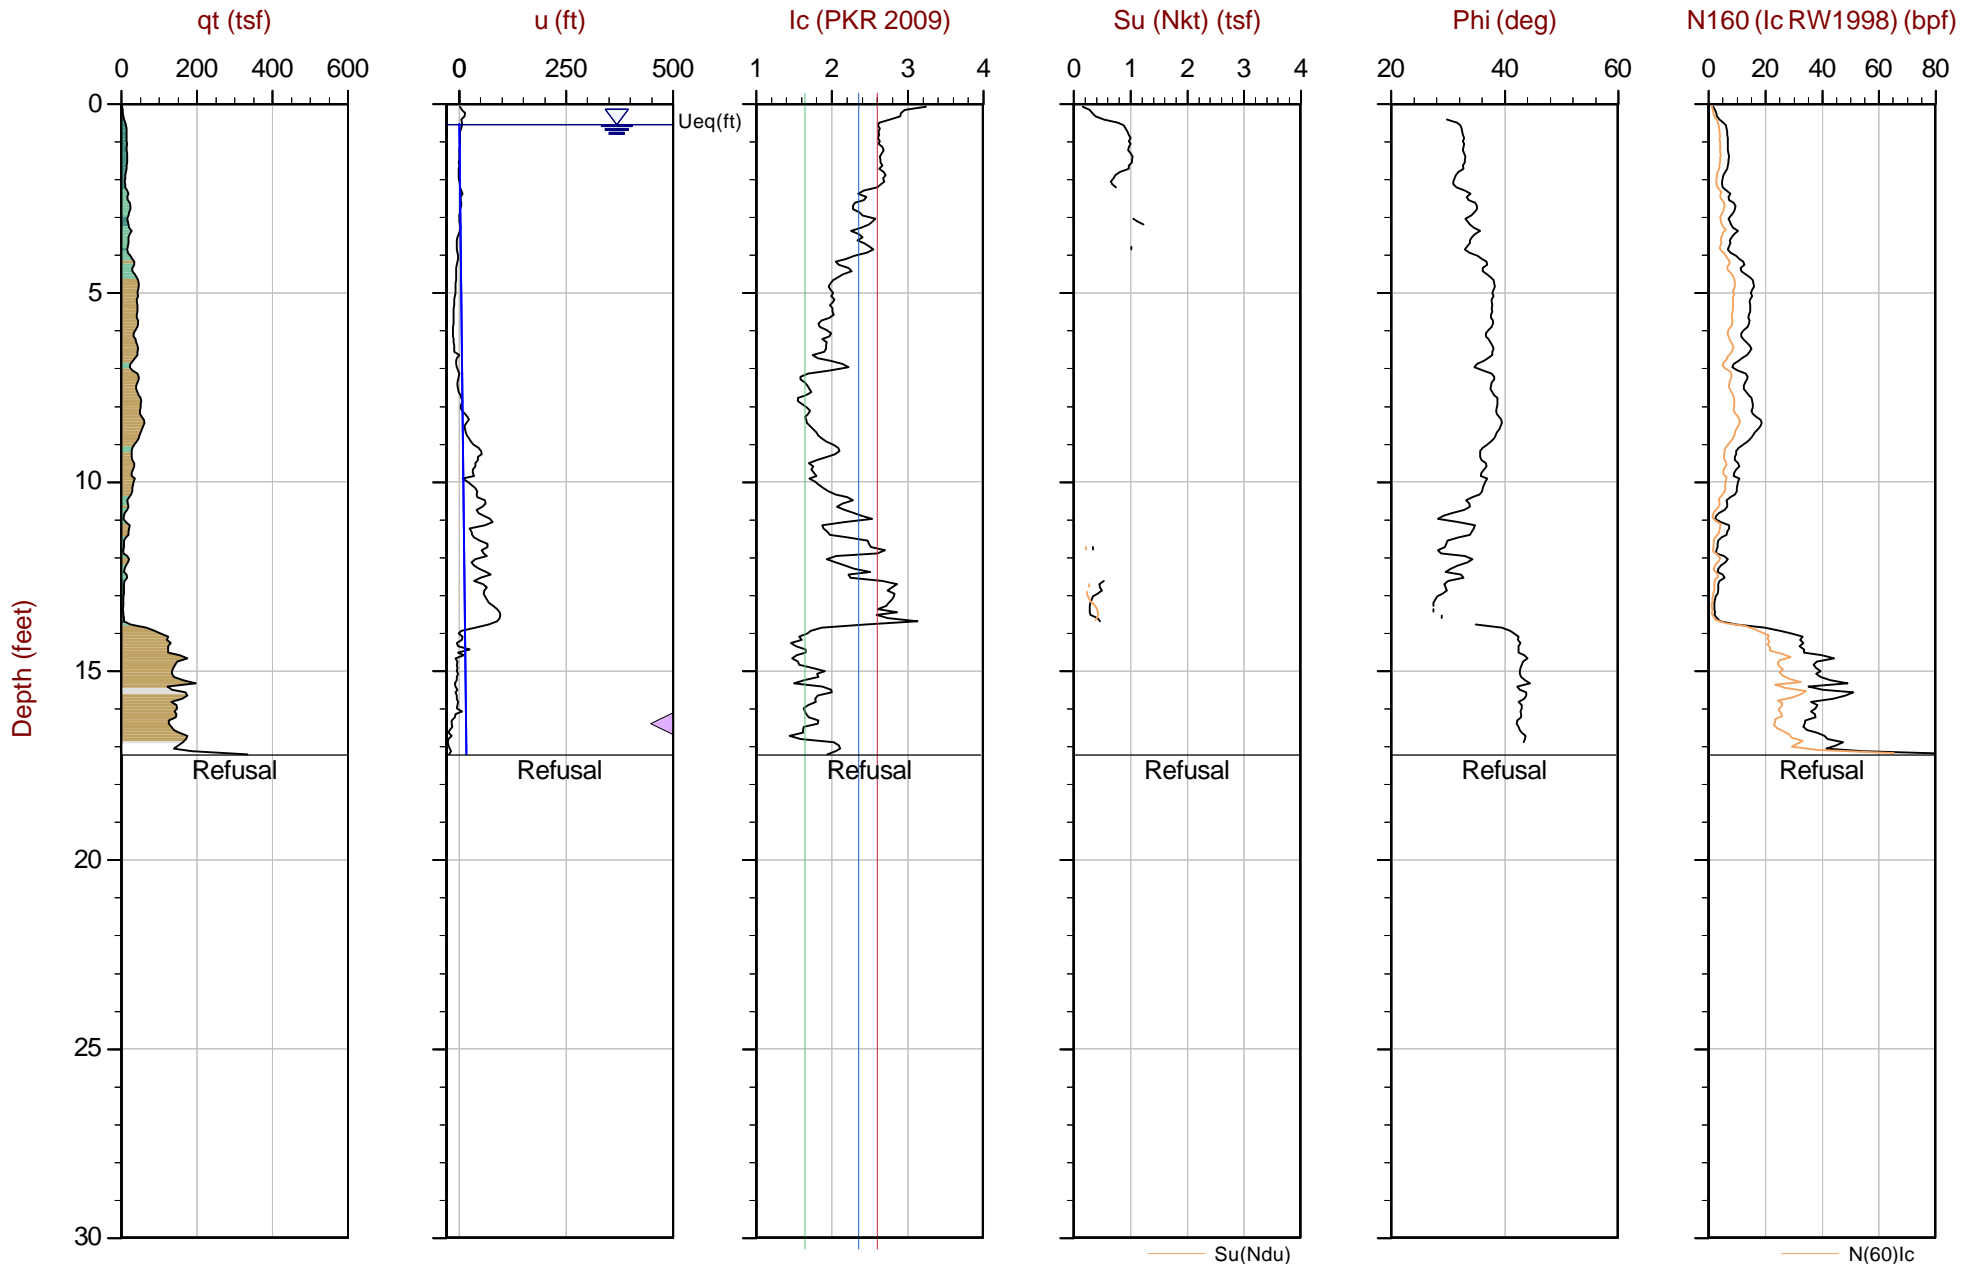 qt (tsf) u (ft) Ic (PKR 2009) Su (Nkt) (tsf) Phi (deg) N160 (Ic RW1998) (bpf)
0 200 400 600 0 250 500 1 2 3 4 0 1 2 3 4 20 40 60 0 20 40 60 80
0
Ueq(ft)
5
10
Depth (feet)
15
Refusal Refusal Refusal Refusal Refusal Refusal
20
25
30
Su(Ndu) N(60)Ic